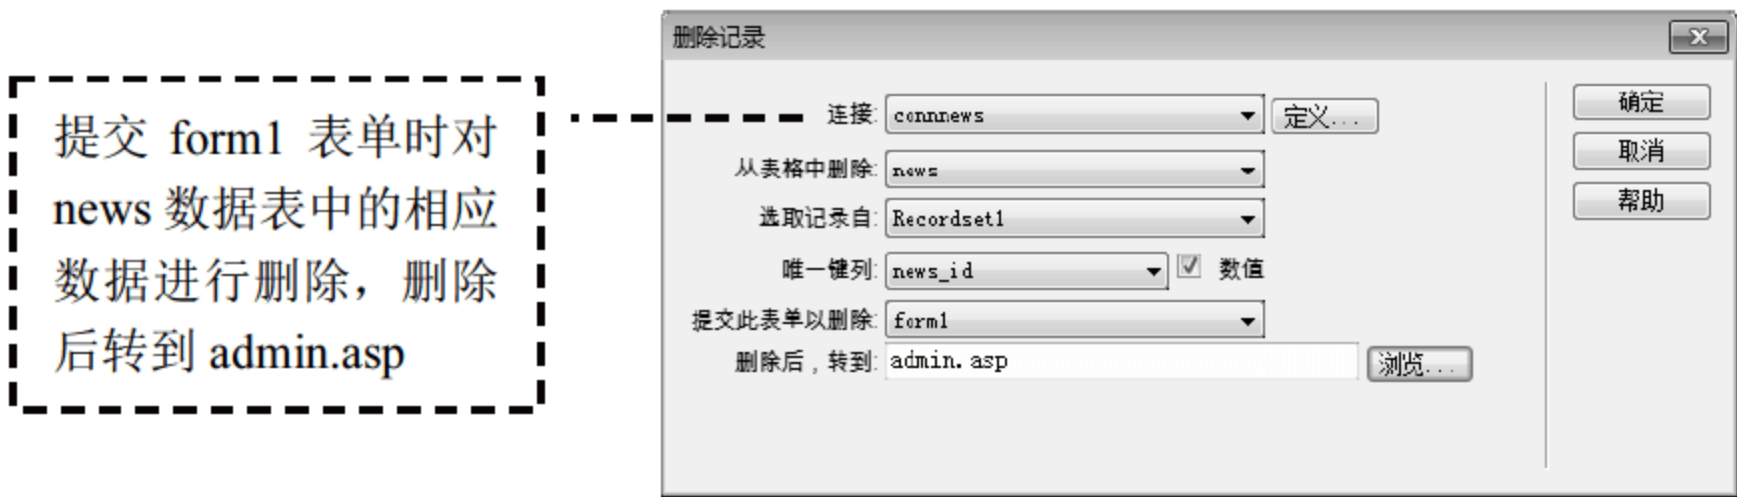 提交 form1 表单时对
news 数据表中的相应
数据进行删除，删除
后转到 admin.asp
删除记录
连接: connnews 定义...
从表格中删除: news
选取记录自: Recordset1
唯一键列: news_id 数值
提交此表单以删除: form1
删除后，转到: admin.asp 浏览...
确定
取消
帮助